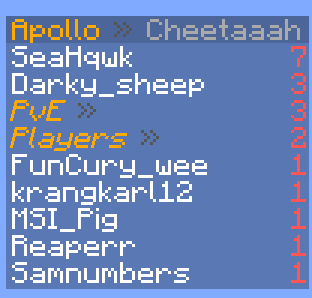 Apollo » Cheetaaah
SeaHqwk 7
Darky_sheep 3
PvE » 3
Players » 2
FunCury_wee 1
krangkarl12 1
MSI_Pig 1
Reaperr 1
Samnumbers 1